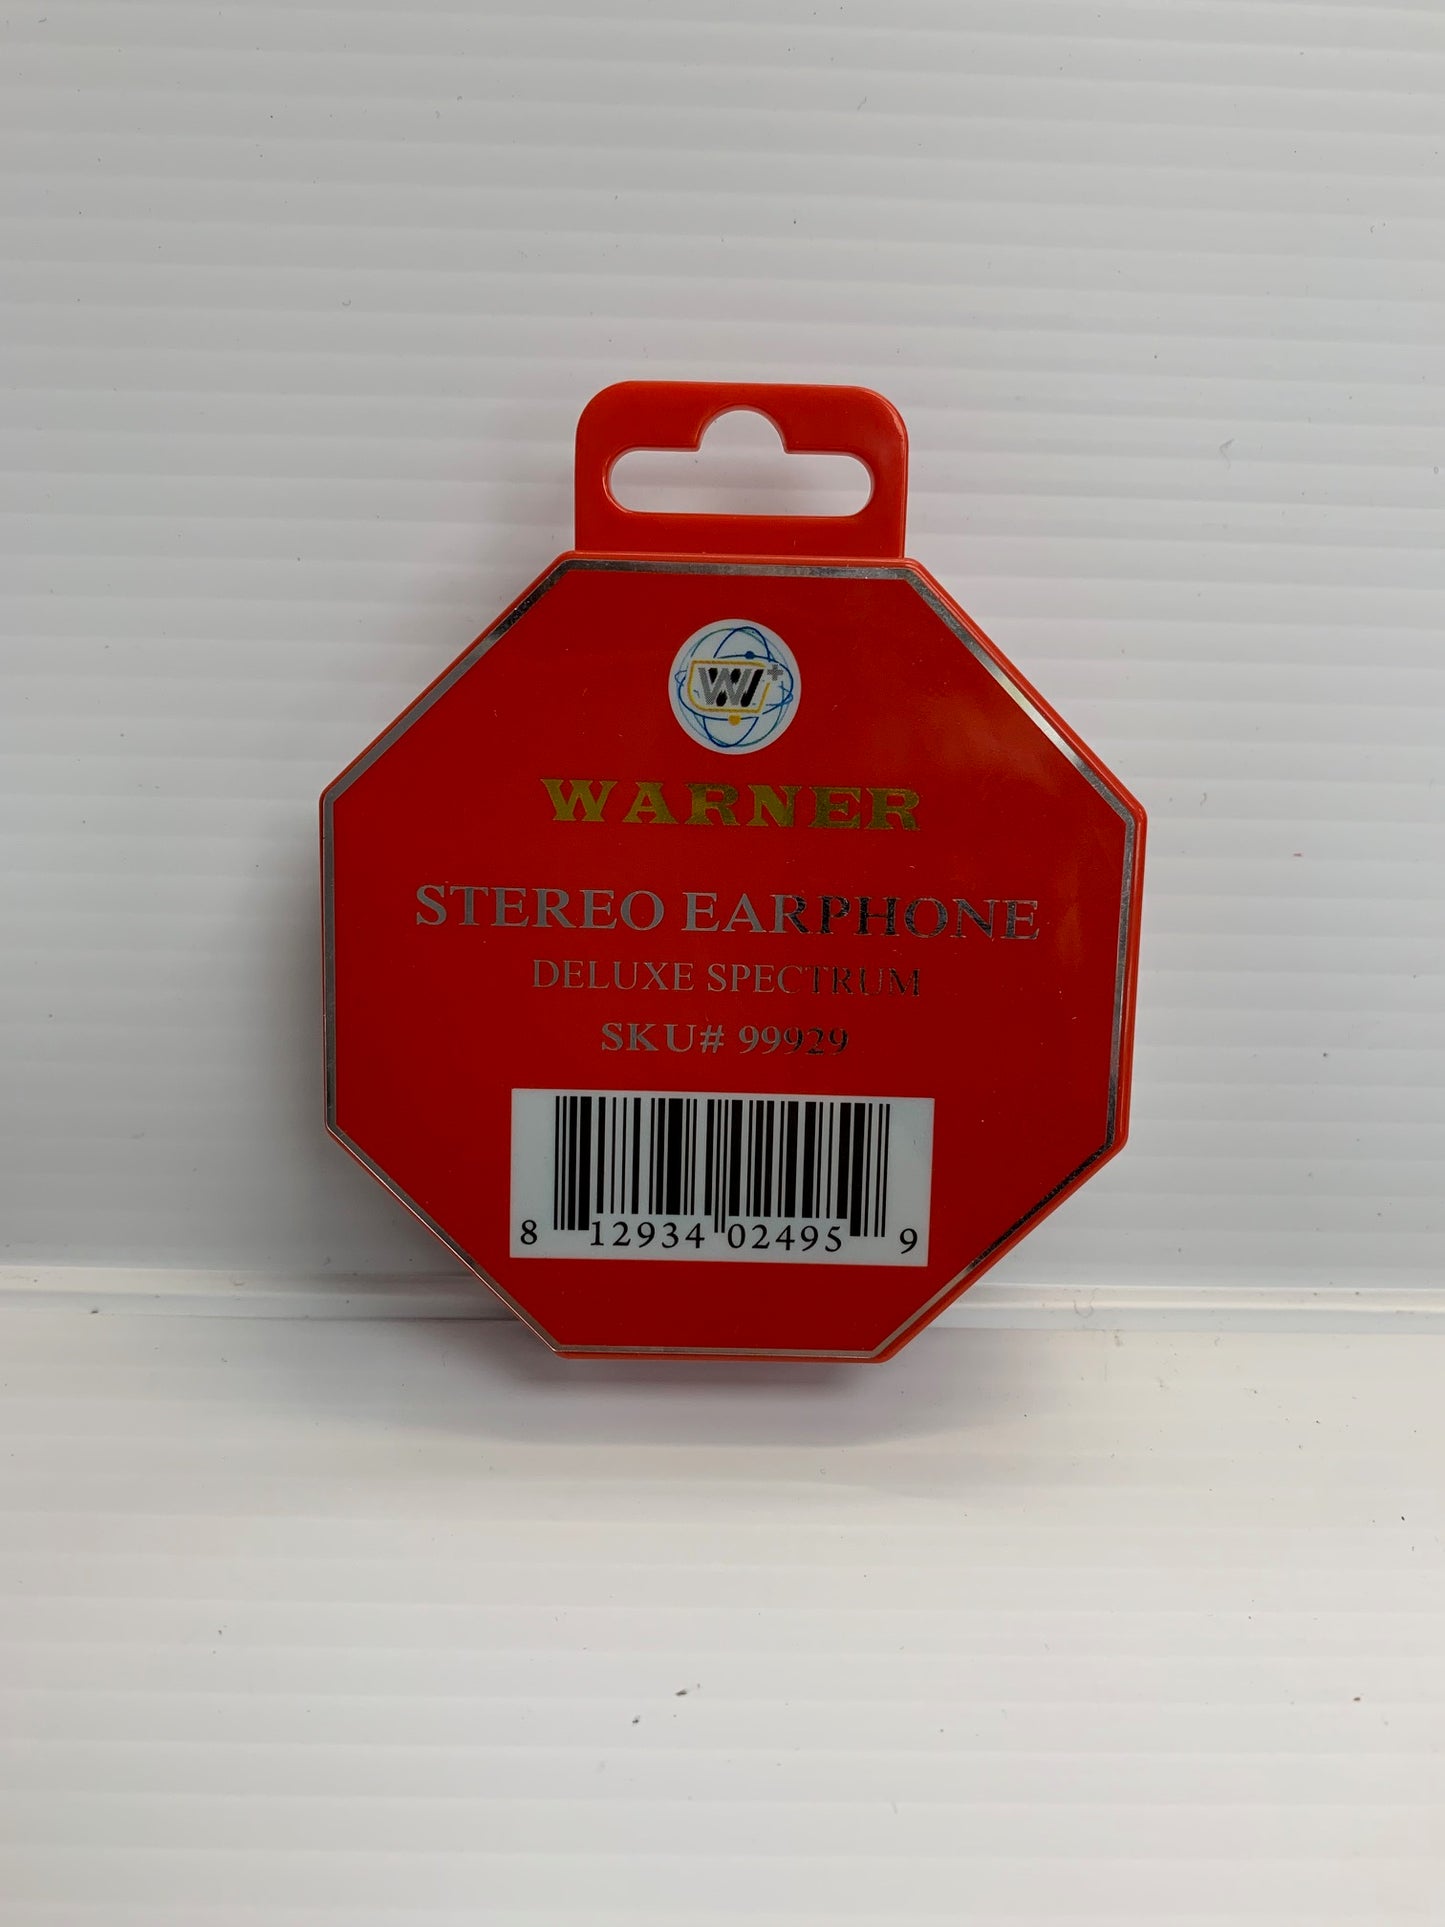 W+
WARNER
STEREO EARPHONE
DELUXE SPECTRUM
SKU# 99929
8 12934 02495 9